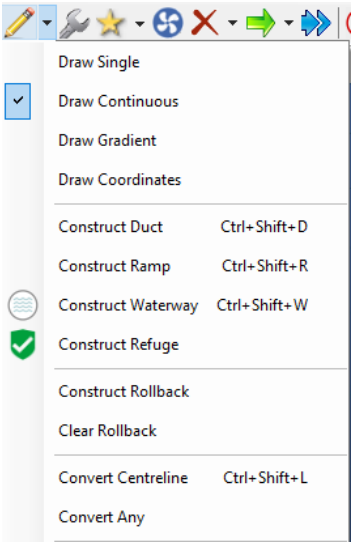 Draw Single
Draw Continuous
Draw Gradient
Draw Coordinates
Construct Duct Ctrl+Shift+D
Construct Ramp Ctrl+Shift+R
Construct Waterway Ctrl+Shift+W
Construct Refuge
Construct Rollback
Clear Rollback
Convert Centreline Ctrl+Shift+L
Convert Any